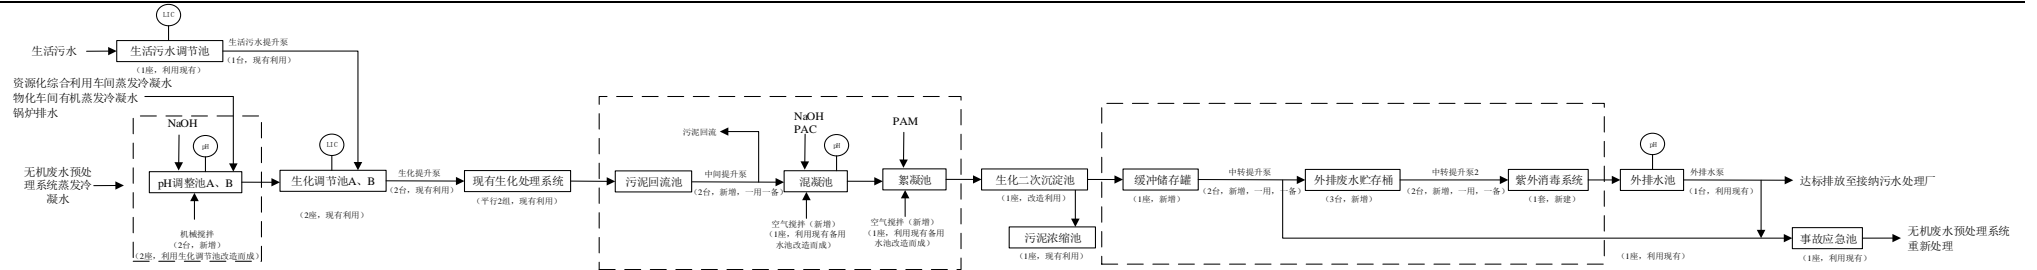 LIC
生活污水
生活污水调节池
生活污水提升泵
(1台，现有利用)
(1座，利用现有)
资源化综合利用车间蒸发冷凝水
物化车间有机蒸发冷凝水
锅炉排水
NaOH
pH
无机废水预处
理系统蒸发冷
凝水
pH调整池A、B
机械搅拌
(2台，新增)
(2座，利用生化调节池改造而成)
LIC
生化调节池A、B
(2座，现有利用)
生化提升泵
(2台，现有利用)
现有生化处理系统
(平行2组，现有利用)
污泥回流
污泥回流池
中间提升泵
(2台，新增，一用一备)
NaOH
PAC
pH
混凝池
空气搅拌（新增）
(1座，利用现有备用
水池改造而成)
PAM
絮凝池
空气搅拌（新增）
(1座，利用现有备用
水池改造而成)
生化二次沉淀池
(1座，改造利用)
污泥浓缩池
(1座，现有利用)
缓冲储存罐
(1座，新增)
中转提升泵
(2台，新增，一用，一备)
外排废水贮存桶
(3台，新增)
中转提升泵2
(2台，新增，一用，一备)
紫外消毒系统
(1套，新建)
pH
外排水池
(1座，利用现有)
外排水泵
(1台，利用现有)
达标排放至接纳污水处理厂
事故应急池
(1座，利用现有)
无机废水预处理系统
重新处理